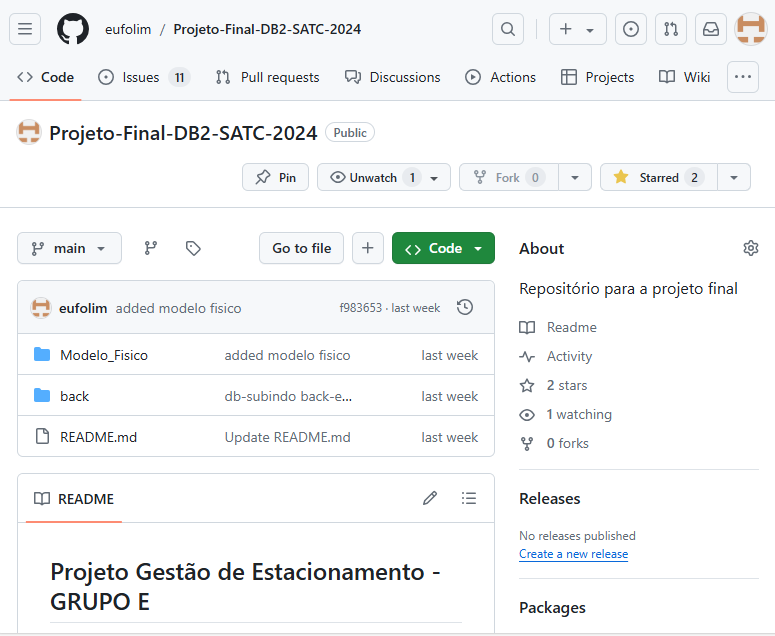 eufolim / Projeto-Final-DB2-SATC-2024
Code Issues 11 Pull requests Discussions Actions Projects Wiki
Projeto-Final-DB2-SATC-2024 Public
Pin Unwatch 1 Fork 0 Starred 2
main Go to file Code
eufolim added modelo fisico f983653 · last week
Modelo_Fisico added modelo fisico last week
back db-subindo back-e... last week
README.md Update README.md last week
README
Projeto Gestão de Estacionamento -
GRUPO E
About
Repositório para a projeto final
Readme
Activity
2 stars
1 watching
0 forks
Releases
No releases published
Create a new release
Packages